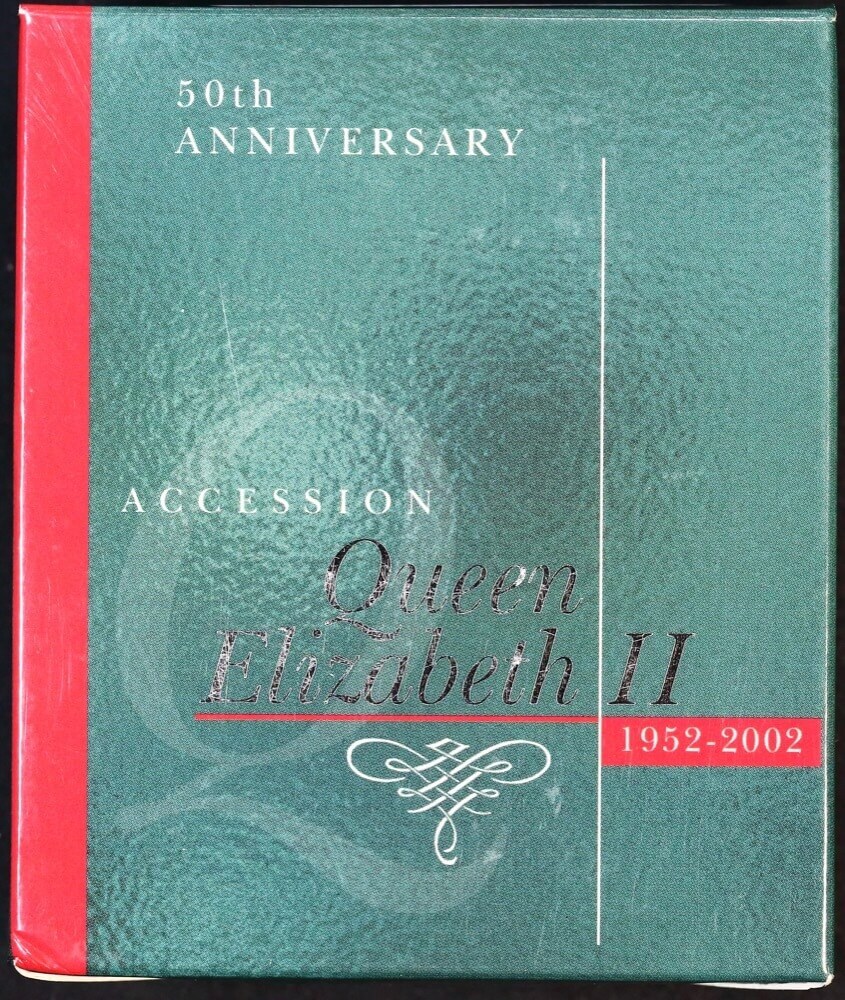 50th
ANNIVERSARY
ACCESSION
Queen
Elizabeth II
1952-2002